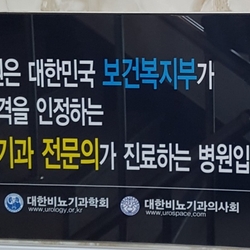 은 대한민국 보건복지부가
격을 인정하는
기과 전문의가 진료하는 병원입
대한비뇨기과학회 대한비뇨기과의사회
www.urology.or.kr www.urospace.com